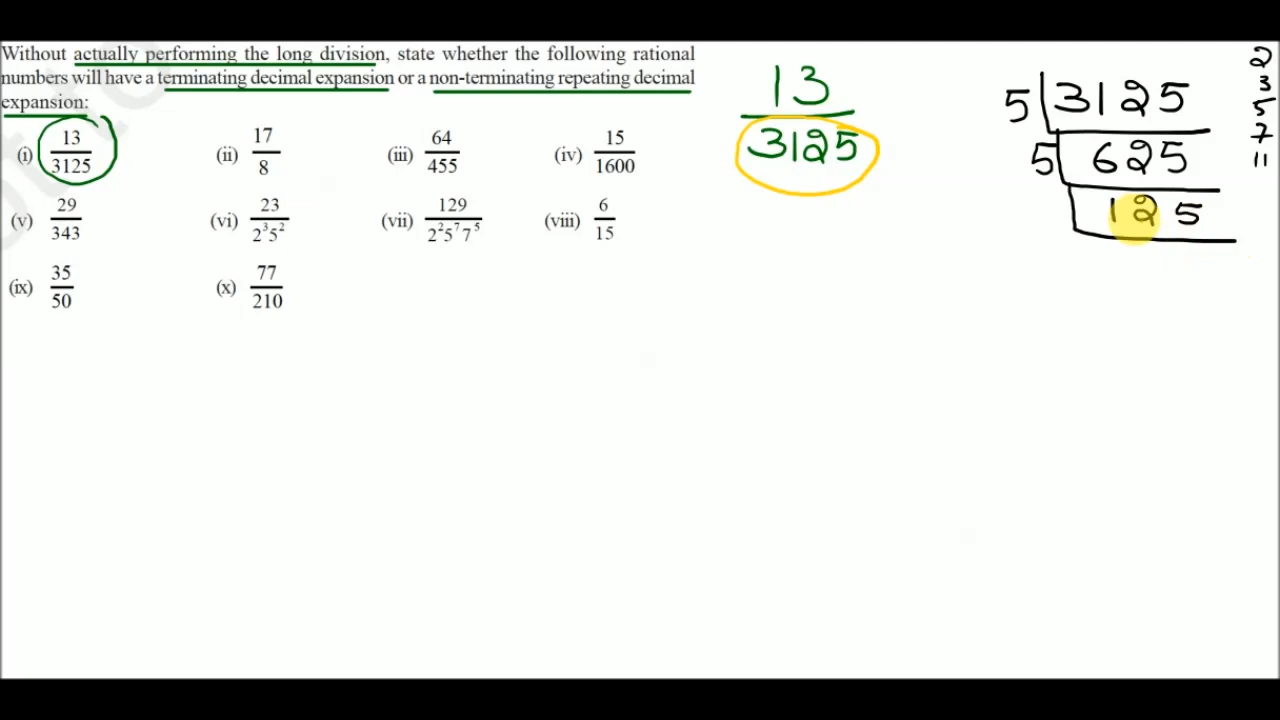 Without actually performing the long division, state whether the following rational
numbers will have a terminating decimal expansion or a non-terminating repeating decimal
expansion:
(i) 13/3125 (ii) 17/8 (iii) 64/455 (iv) 15/1600
(v) 29/343 (vi) 23/2³5² (vii) 129/2²5⁷7⁵ (viii) 6/15
(ix) 35/50 (x) 77/210
13
3125
5 3125
5 625
125
2
3
5
7
11